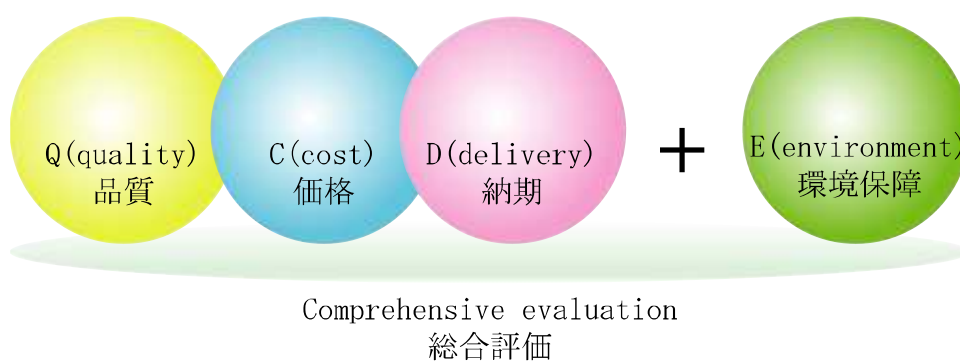 Q(quality)
品質
C(cost)
価格
D(delivery)
納期
+
E(environment)
環境保障
Comprehensive evaluation
総合評価